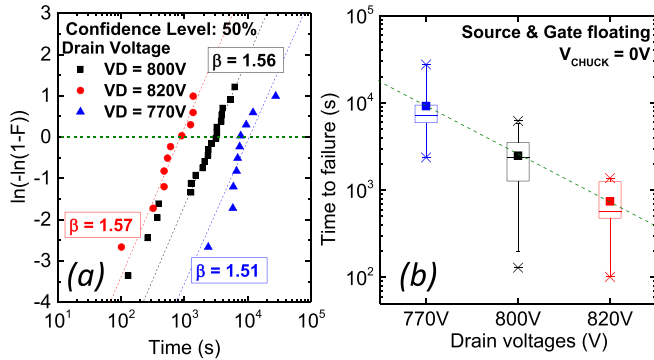 Confidence Level: 50%
Drain Voltage
VD = 800V
VD = 820V
VD = 770V
β = 1.56
β = 1.57
β = 1.51
(a)
ln(-ln(1-F))
4
3
2
1
0
-1
-2
-3
-4
10¹
10²
10³
10⁴
10⁵
Time (s)
Source & Gate floating
V_CHUCK = 0V
(b)
Time to failure (s)
10⁵
10⁴
10³
10²
770V
800V
820V
Drain voltages (V)